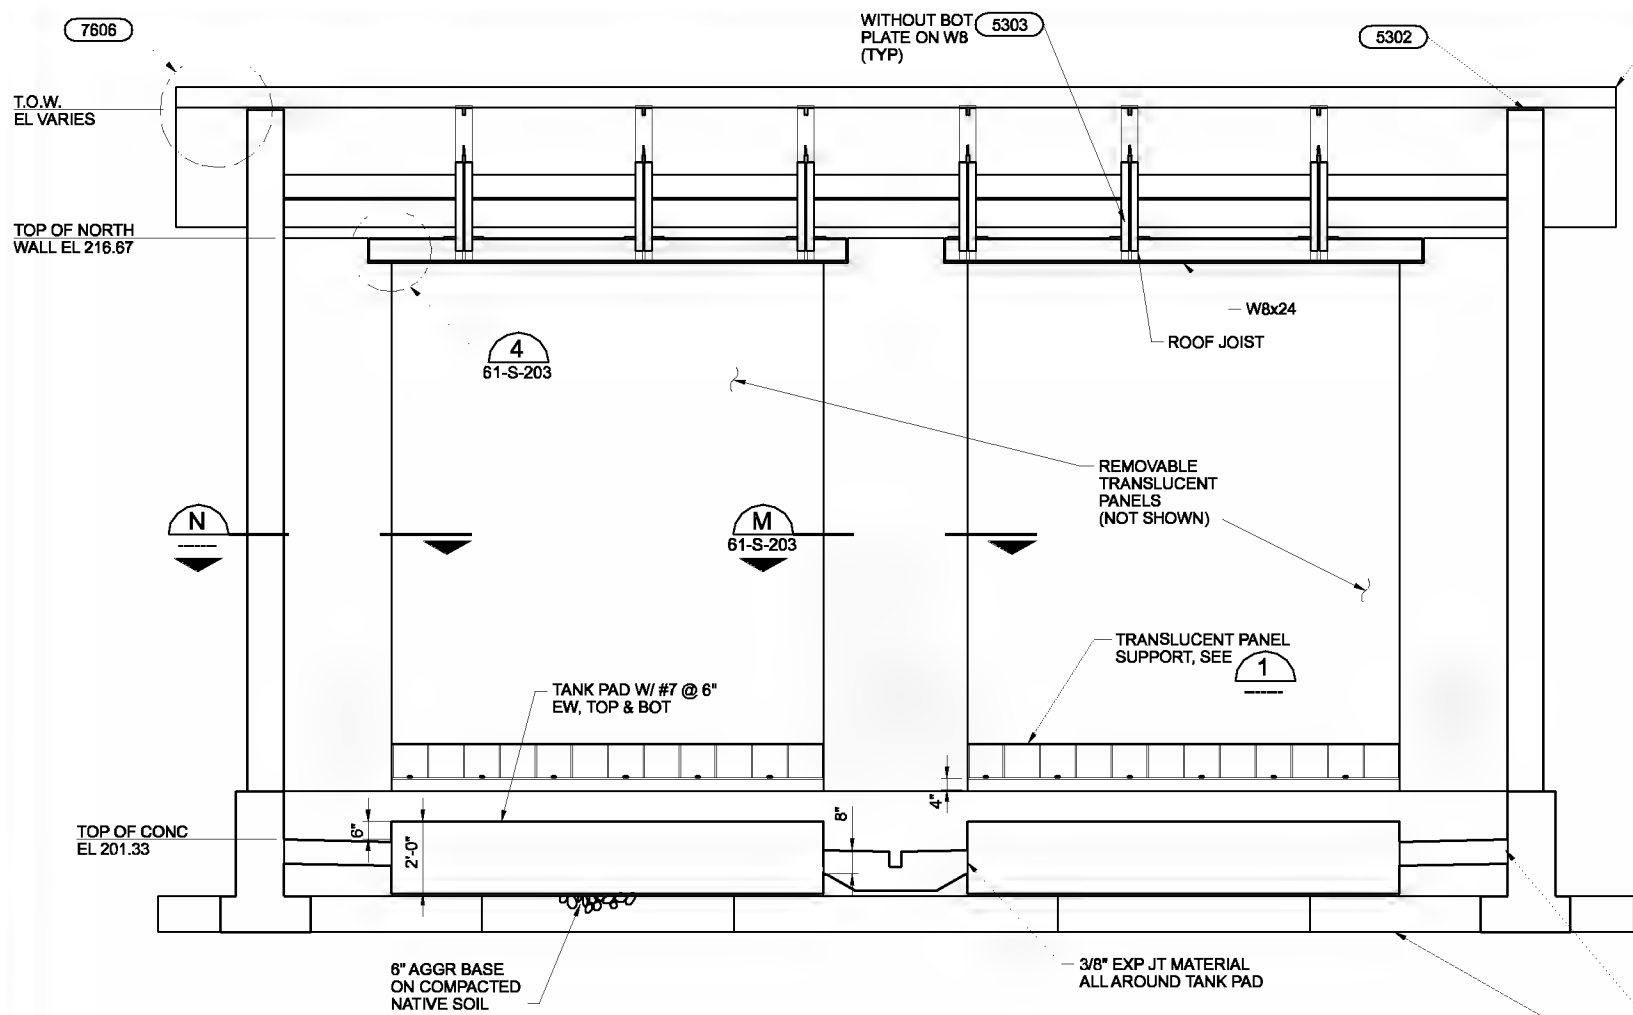 7606
WITHOUT BOT
PLATE ON W8
(TYP)
5303
5302
T.O.W.
EL VARIES
TOP OF NORTH
WALL EL 216.67
W8x24
ROOF JOIST
4
61-S-203
REMOVABLE
TRANSLUCENT
PANELS
(NOT SHOWN)
N
M
61-S-203
TRANSLUCENT PANEL
SUPPORT, SEE
1
TANK PAD W/ #7 @ 6"
EW, TOP & BOT
4"
8"
6"
2'-0"
TOP OF CONC
EL 201.33
6" AGGR BASE
ON COMPACTED
NATIVE SOIL
3/8" EXP JT MATERIAL
ALL AROUND TANK PAD